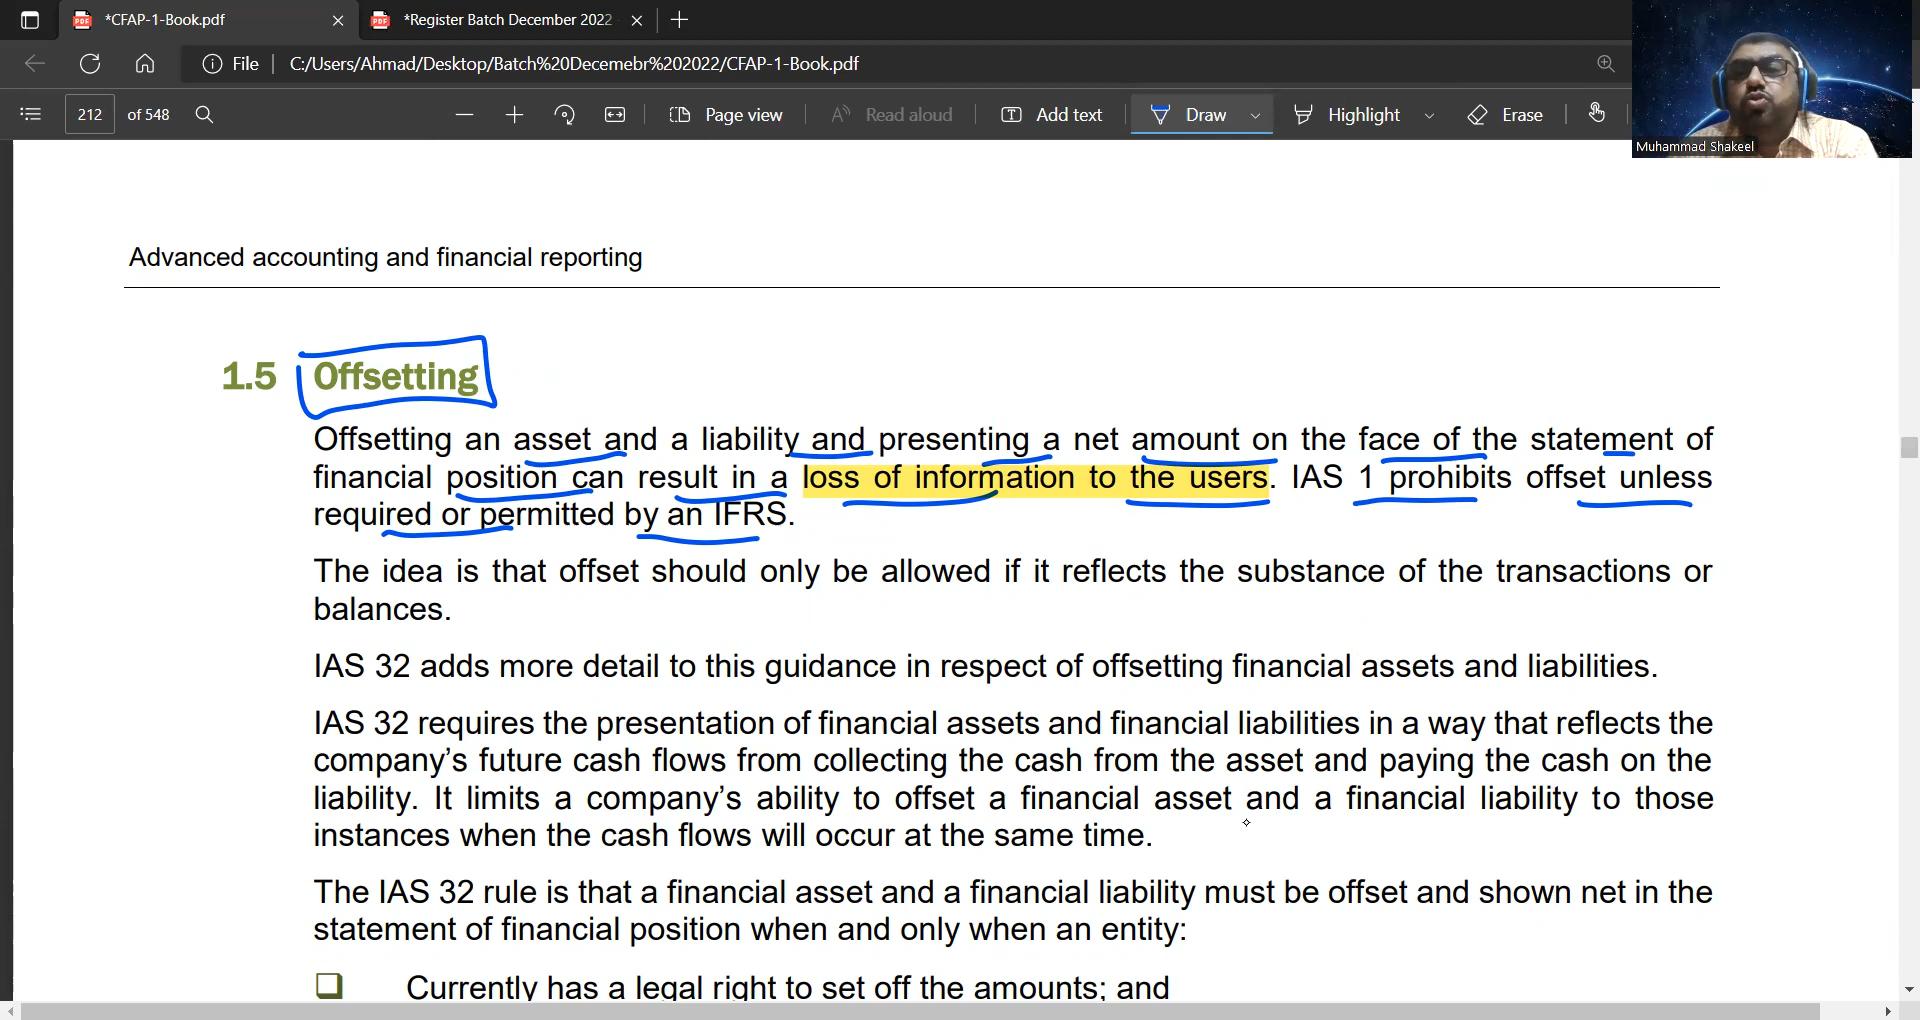 *CFAP-1-Book.pdf
*Register Batch December 2022
File
C:/Users/Ahmad/Desktop/Batch%20Decemebr%202022/CFAP-1-Book.pdf
212 of 548
Page view
Read aloud
Add text
Draw
Highlight
Erase
Muhammad Shakeel
Advanced accounting and financial reporting
1.5 Offsetting
Offsetting an asset and a liability and presenting a net amount on the face of the statement of
financial position can result in a loss of information to the users. IAS 1 prohibits offset unless
required or permitted by an IFRS.
The idea is that offset should only be allowed if it reflects the substance of the transactions or
balances.
IAS 32 adds more detail to this guidance in respect of offsetting financial assets and liabilities.
IAS 32 requires the presentation of financial assets and financial liabilities in a way that reflects the
company’s future cash flows from collecting the cash from the asset and paying the cash on the
liability. It limits a company’s ability to offset a financial asset and a financial liability to those
instances when the cash flows will occur at the same time.
The IAS 32 rule is that a financial asset and a financial liability must be offset and shown net in the
statement of financial position when and only when an entity:
Currently has a legal right to set off the amounts; and